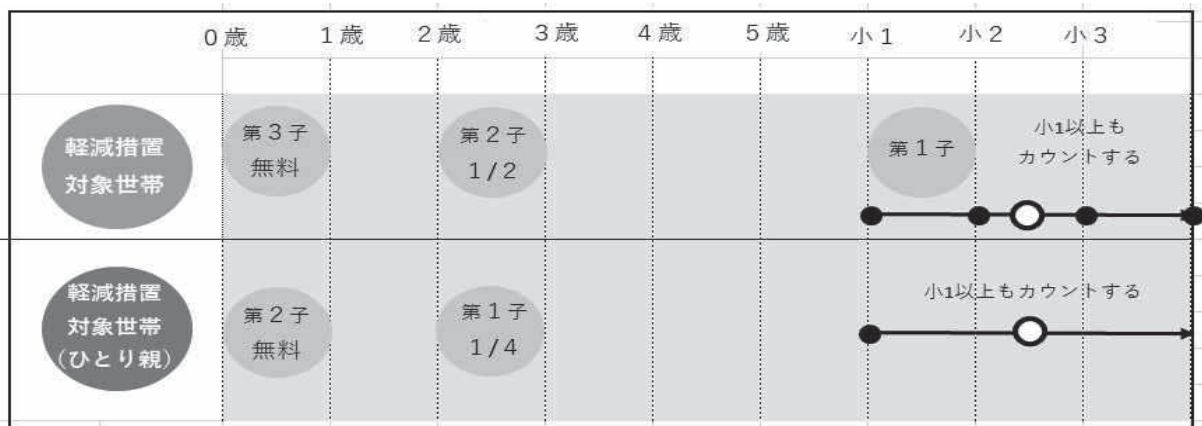 0歳 1歳 2歳 3歳 4歳 5歳 小1 小2 小3
軽減措置
対象世帯
第3子
無料
第2子
1/2
第1子
小1以上も
カウントする
軽減措置
対象世帯
(ひとり親)
第2子
無料
第1子
1/4
小1以上もカウントする